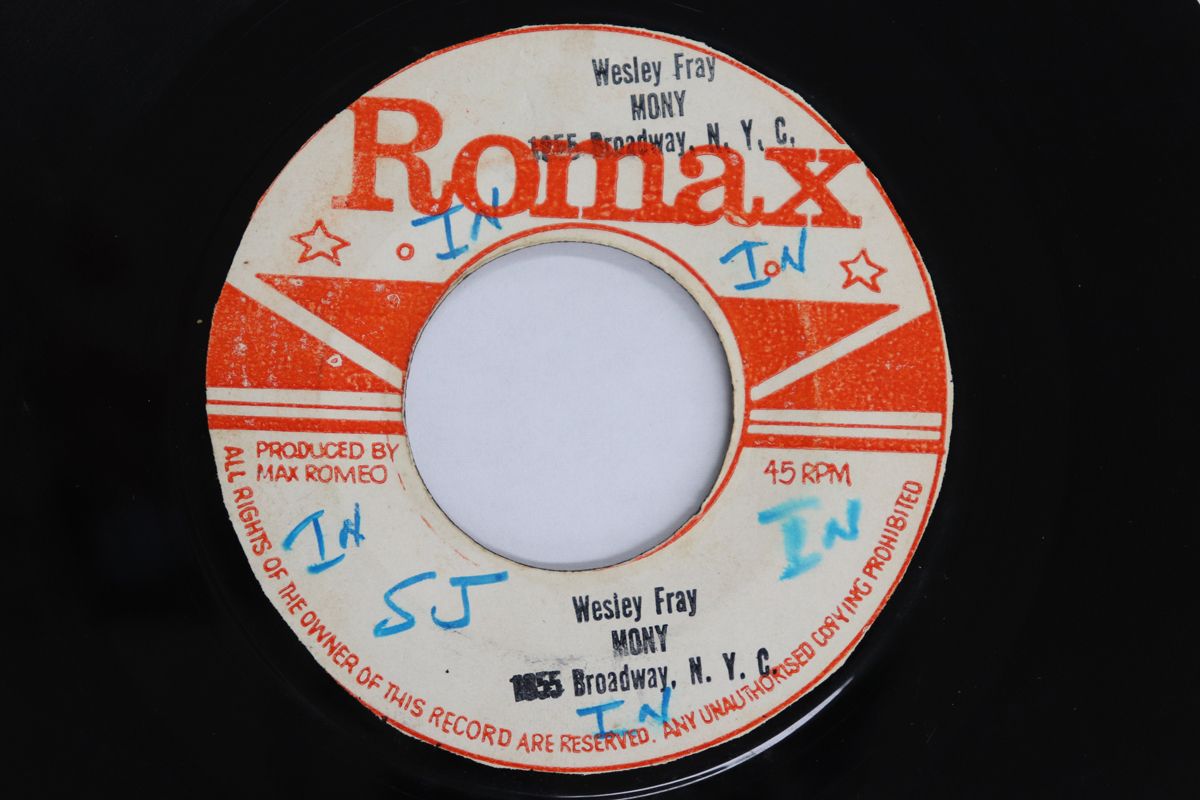 Wesley Fray
MONY
1855 Broadway, N. Y. C.
Romax
IN
IN
PRODUCED BY
MAX ROMEO
45 RPM
IN
IN
SJ
Wesley Fray
MONY
1855 Broadway, N. Y. C.
IN
ALL RIGHTS OF THE OWNER OF THIS RECORD ARE RESERVED. ANY UNAUTHORISED COPYING PROHIBITED